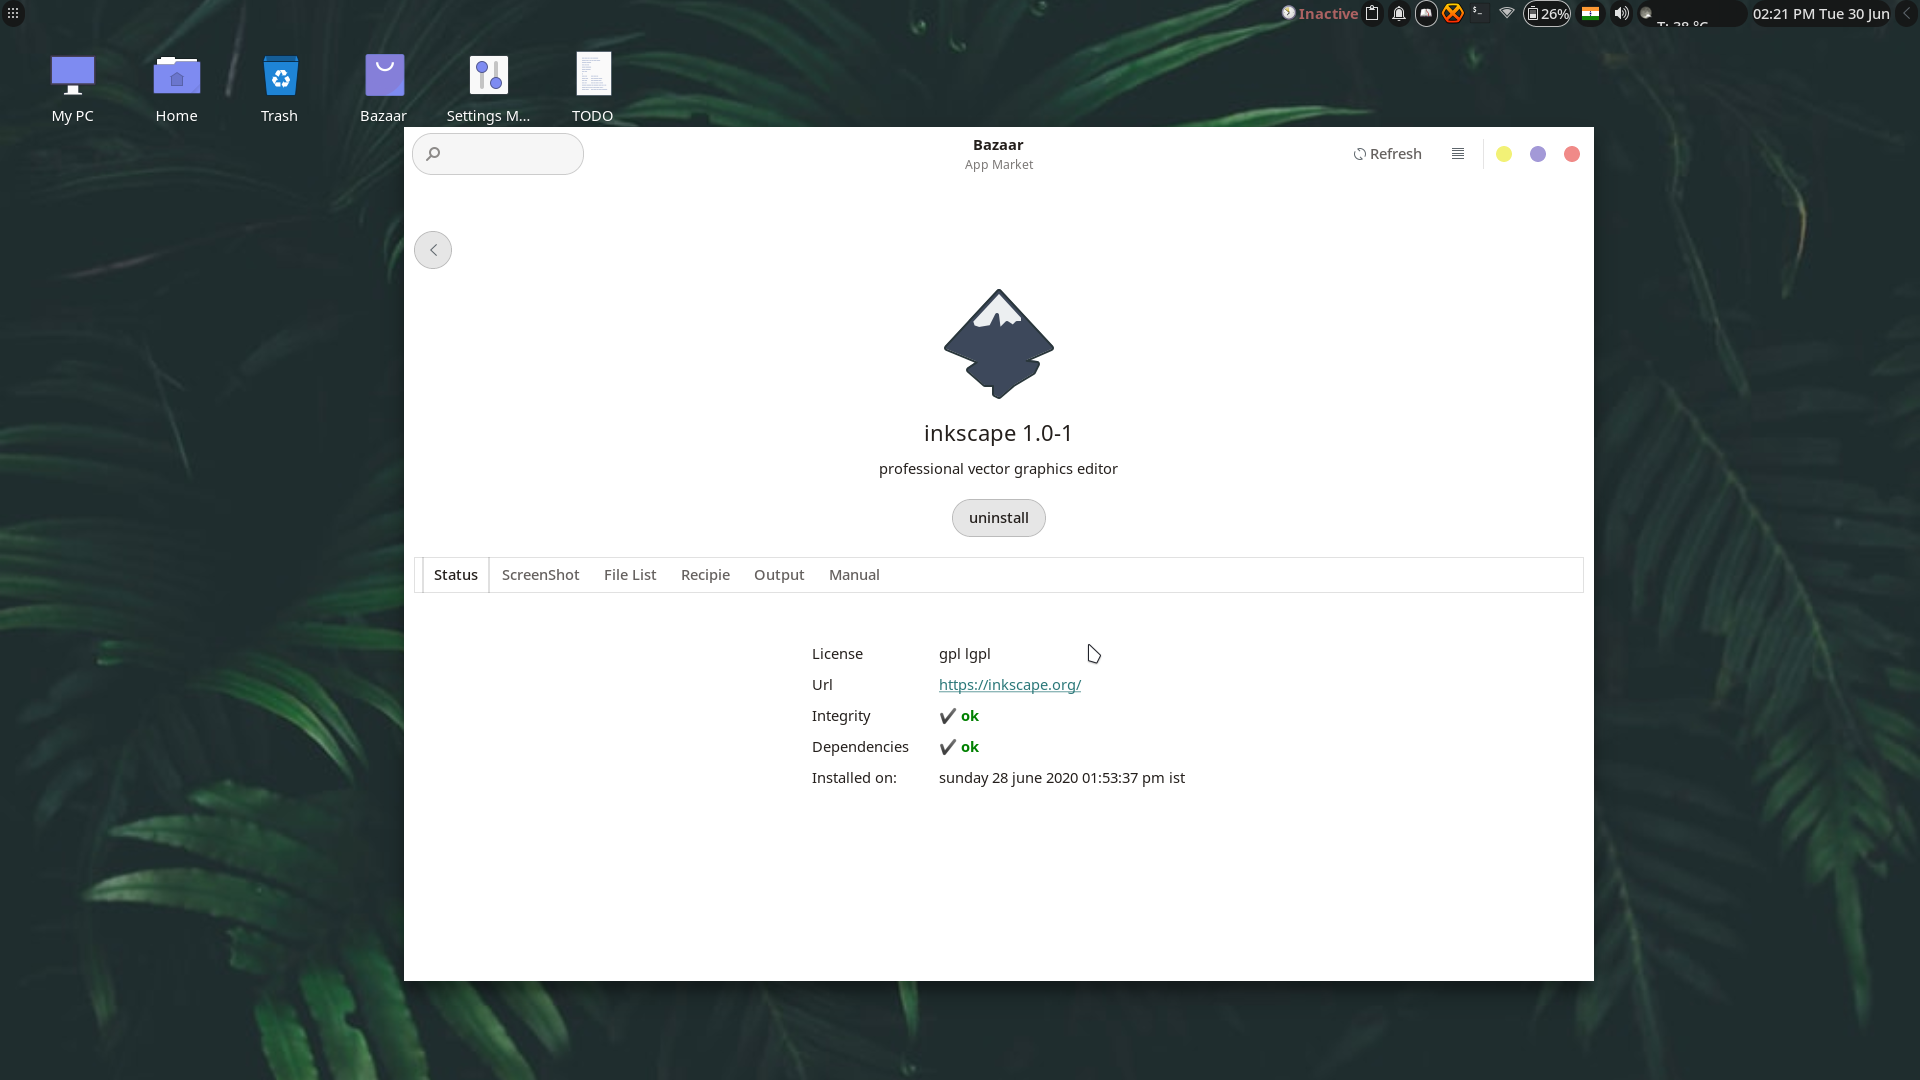 Inactive 26% T: 38 °C 02:21 PM Tue 30 Jun
My PC
Home
Trash
Bazaar
Settings M...
TODO
Bazaar
App Market
Refresh
inkscape 1.0-1
professional vector graphics editor
uninstall
Status ScreenShot File List Recipie Output Manual
License gpl lgpl
Url https://inkscape.org/
Integrity ✔ ok
Dependencies ✔ ok
Installed on: sunday 28 june 2020 01:53:37 pm ist